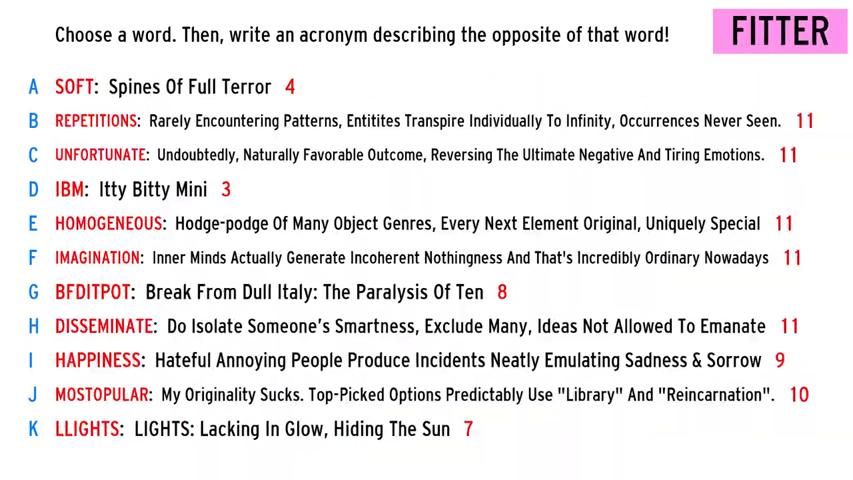 Choose a word. Then, write an acronym describing the opposite of that word!
FITTER
A SOFT: Spines Of Full Terror 4
B REPETITIONS: Rarely Encountering Patterns, Entitites Transpire Individually To Infinity, Occurrences Never Seen. 11
C UNFORTUNATE: Undoubtedly, Naturally Favorable Outcome, Reversing The Ultimate Negative And Tiring Emotions. 11
D IBM: Itty Bitty Mini 3
E HOMOGENEOUS: Hodge-podge Of Many Object Genres, Every Next Element Original, Uniquely Special 11
F IMAGINATION: Inner Minds Actually Generate Incoherent Nothingness And That's Incredibly Ordinary Nowadays 11
G BFDITPOT: Break From Dull Italy: The Paralysis Of Ten 8
H DISSEMINATE: Do Isolate Someone's Smartness, Exclude Many, Ideas Not Allowed To Emanate 11
I HAPPINESS: Hateful Annoying People Produce Incidents Neatly Emulating Sadness & Sorrow 9
J MOSTOPULAR: My Originality Sucks. Top-Picked Options Predictably Use "Library" And "Reincarnation". 10
K LLIGHTS: LIGHTS: Lacking In Glow, Hiding The Sun 7